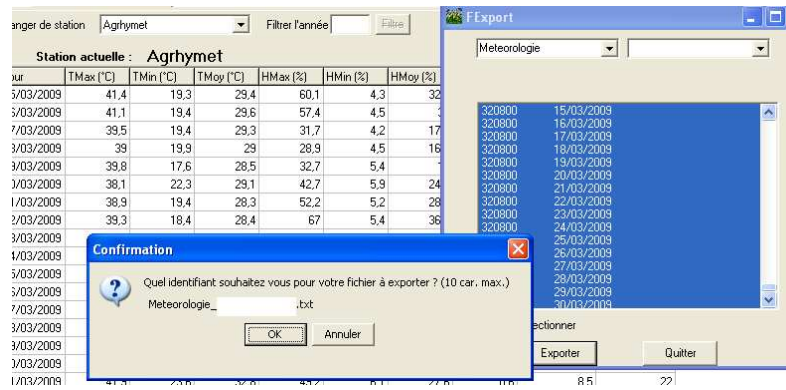 anger de station Agrhymet Filtrer l'année Filtre
Station actuelle : Agrhymet
our TMax (°C) TMin (°C) TMoy (°C) HMax (%) HMin (%) HMoy (%)
5/03/2009 41,4 19,3 29,4 60,1 4,3 32
6/03/2009 41,1 19,4 29,6 57,4 4,5
7/03/2009 39,5 19,4 29,3 31,7 4,2 17
8/03/2009 39 19,9 29 28,9 4,5 16
9/03/2009 39,8 17,6 28,5 32,7 5,4
0/03/2009 38,1 22,3 29,1 42,7 5,9 24
1/03/2009 38,9 19,4 28,3 52,2 5,2 28
2/03/2009 39,3 18,4 28,4 67 5,4 36
3/03/2009
4/03/2009
5/03/2009
6/03/2009
7/03/2009
8/03/2009
9/03/2009
0/03/2009
1/03/2009 8,5 22
FExport
Meteorologie
320800 15/03/2009
320800 16/03/2009
320800 17/03/2009
320800 18/03/2009
320800 19/03/2009
320800 20/03/2009
320800 21/03/2009
320800 22/03/2009
320800 23/03/2009
320800 24/03/2009
25/03/2009
26/03/2009
27/03/2009
28/03/2009
29/03/2009
30/03/2009
ectionner
Exporter Quitter
Confirmation
Quel identifiant souhaitez vous pour votre fichier à exporter ? (10 car. max.)
Meteorologie_ .txt
OK Annuler